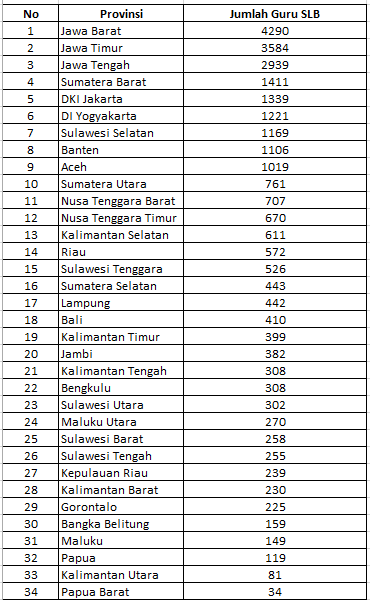 No Provinsi Jumlah Guru SLB
1 Jawa Barat 4290
2 Jawa Timur 3584
3 Jawa Tengah 2939
4 Sumatera Barat 1411
5 DKI Jakarta 1339
6 DI Yogyakarta 1221
7 Sulawesi Selatan 1169
8 Banten 1106
9 Aceh 1019
10 Sumatera Utara 761
11 Nusa Tenggara Barat 707
12 Nusa Tenggara Timur 670
13 Kalimantan Selatan 611
14 Riau 572
15 Sulawesi Tenggara 526
16 Sumatera Selatan 443
17 Lampung 442
18 Bali 410
19 Kalimantan Timur 399
20 Jambi 382
21 Kalimantan Tengah 308
22 Bengkulu 308
23 Sulawesi Utara 302
24 Maluku Utara 270
25 Sulawesi Barat 258
26 Sulawesi Tengah 255
27 Kepulauan Riau 239
28 Kalimantan Barat 230
29 Gorontalo 225
30 Bangka Belitung 159
31 Maluku 149
32 Papua 119
33 Kalimantan Utara 81
34 Papua Barat 34